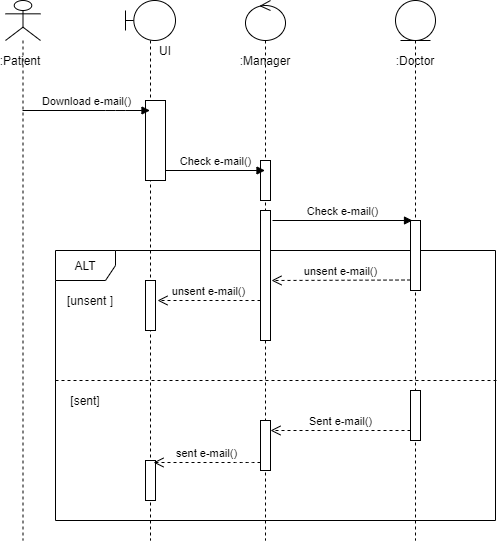 UI
:Patient
:Manager
:Doctor
Download e-mail()
Check e-mail()
Check e-mail()
ALT
unsent e-mail()
unsent e-mail()
[unsent ]
[sent]
Sent e-mail()
sent e-mail()